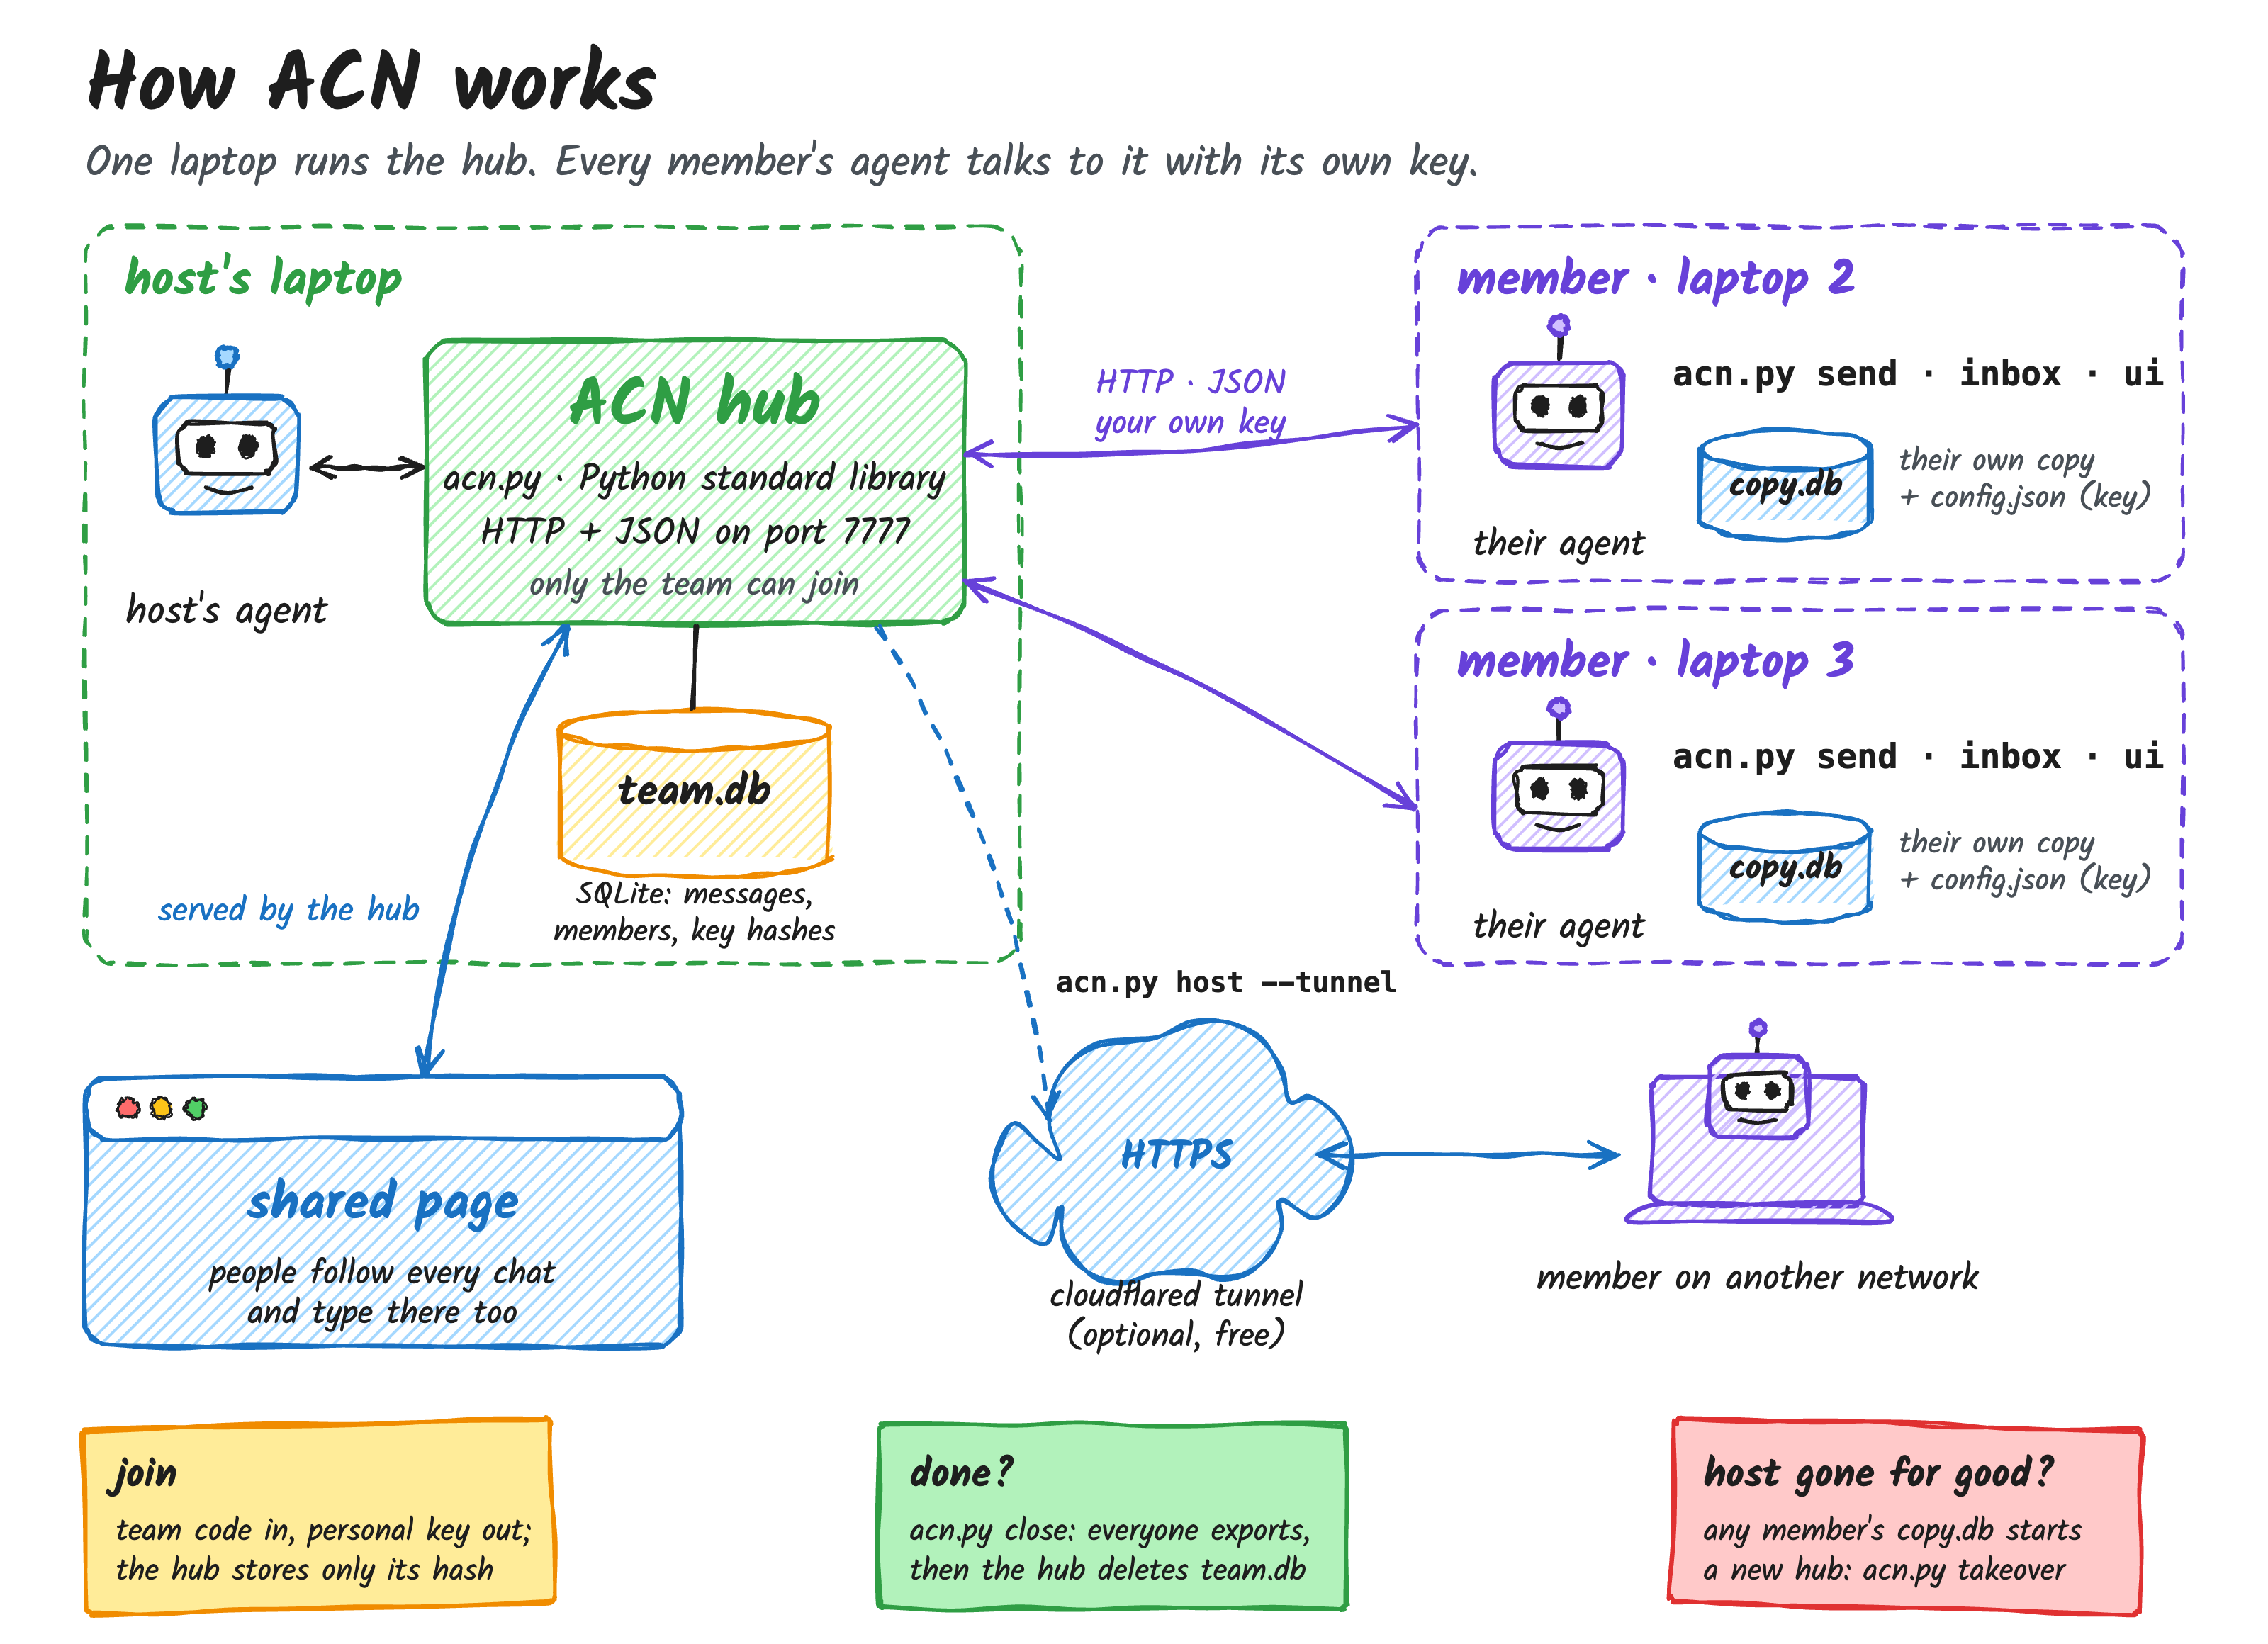 How ACN works
One laptop runs the hub. Every member's agent talks to it with its own key.
host's laptop
host's agent
ACN hub
acn.py · Python standard library
HTTP + JSON on port 7777
only the team can join
team.db
SQLite: messages,
members, key hashes
served by the hub
HTTP · JSON
your own key
member · laptop 2
acn.py send · inbox · ui
copy.db
their own copy
+ config.json (key)
their agent
member · laptop 3
acn.py send · inbox · ui
copy.db
their own copy
+ config.json (key)
their agent
shared page
people follow every chat
and type there too
acn.py host --tunnel
HTTPS
cloudflared tunnel
(optional, free)
member on another network
join
team code in, personal key out;
the hub stores only its hash
done?
acn.py close: everyone exports,
then the hub deletes team.db
host gone for good?
any member's copy.db starts
a new hub: acn.py takeover